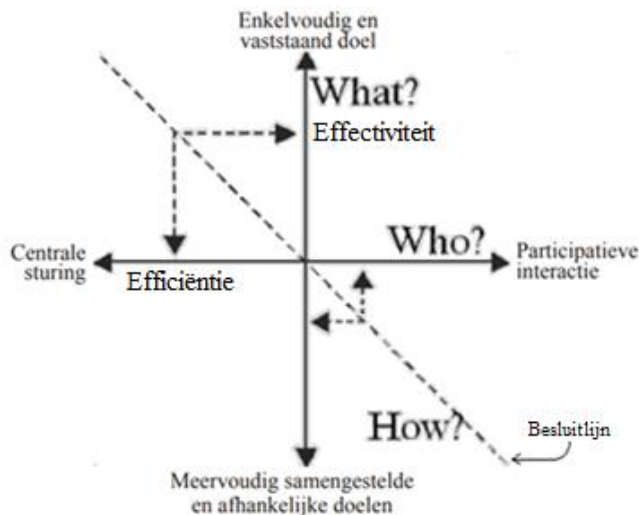 Enkelvoudig en
vaststaand doel
What?
Effectiviteit
Centrale
sturing
Efficiëntie
Who?
Participatieve
interactie
How?
Besluitlijn
Meervoudig samengestelde
en afhankelijke doelen